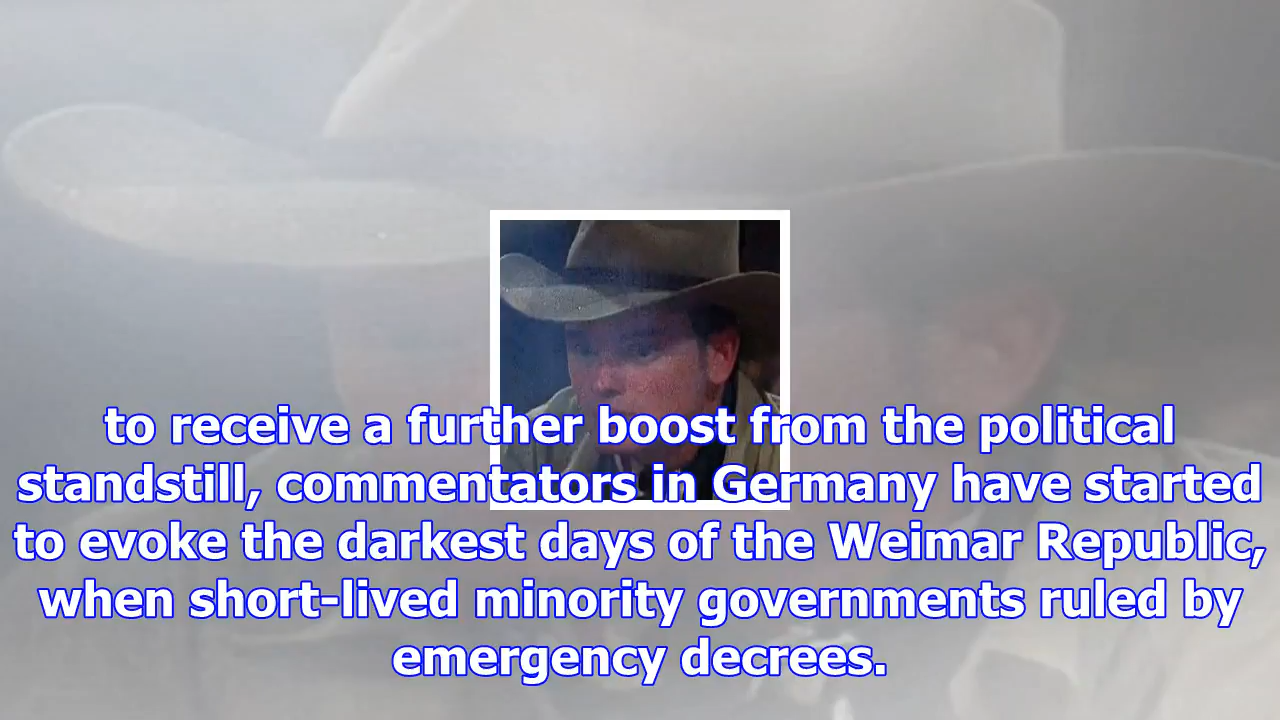 to receive a further boost from the political
standstill, commentators in Germany have started
to evoke the darkest days of the Weimar Republic,
when short-lived minority governments ruled by
emergency decrees.